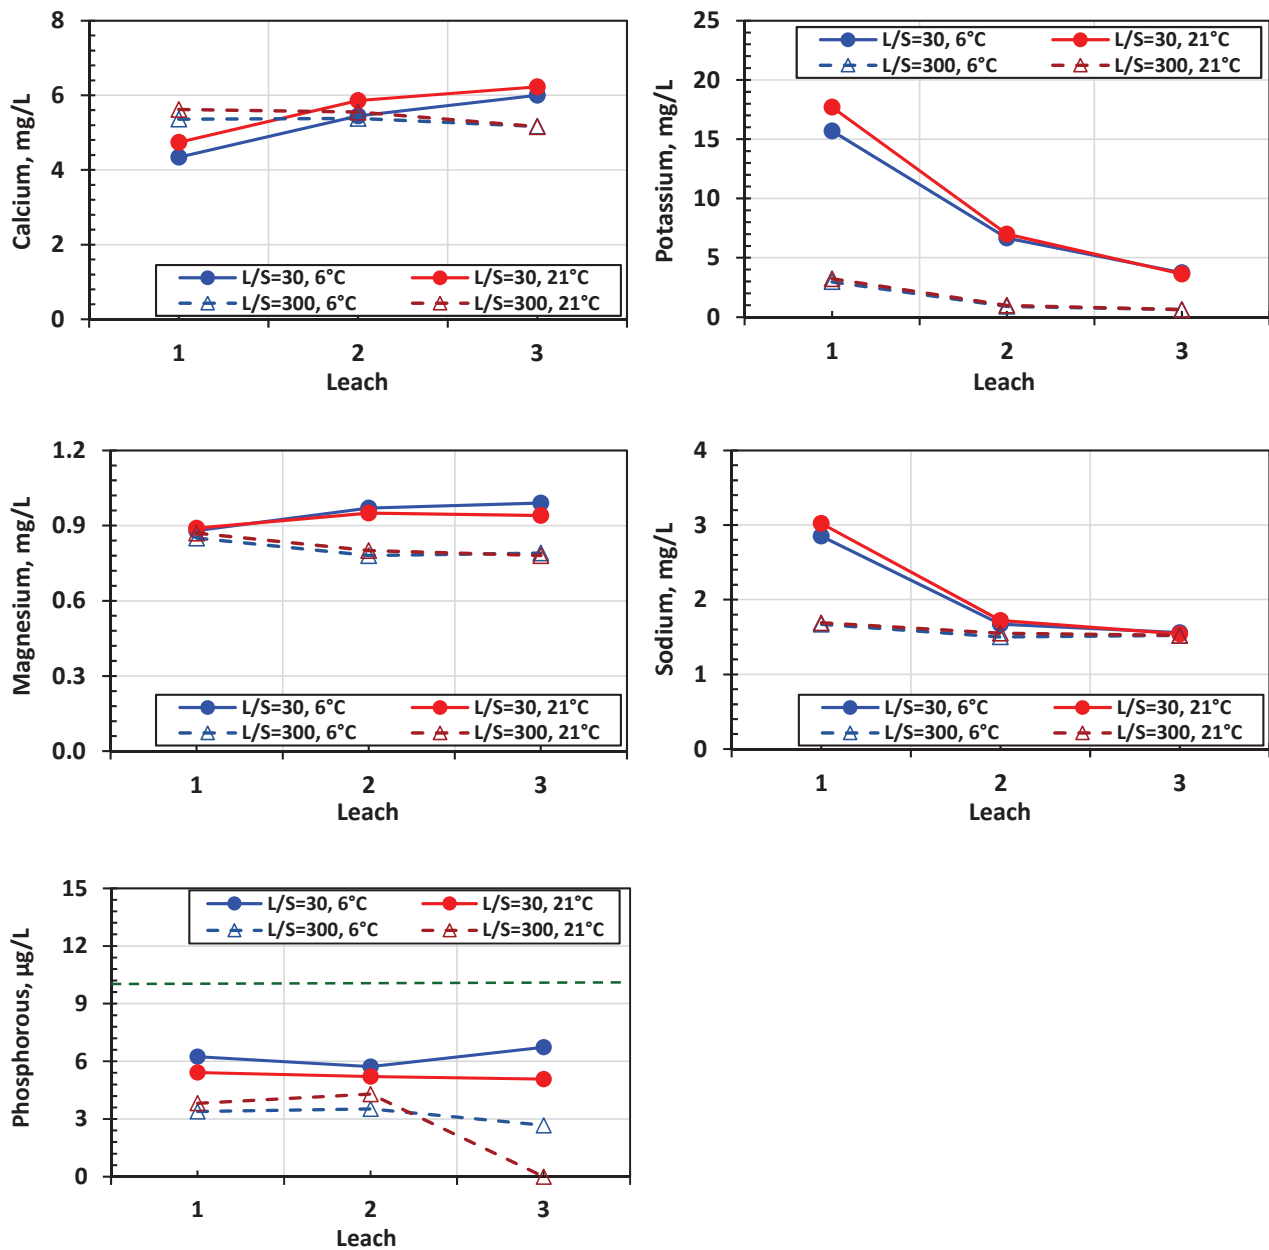 8
6
4
2
0
Calcium, mg/L
L/S=30, 6°C L/S=30, 21°C
L/S=300, 6°C L/S=300, 21°C
1 2 3
Leach
25
20
15
10
5
0
Potassium, mg/L
L/S=30, 6°C L/S=30, 21°C
L/S=300, 6°C L/S=300, 21°C
1 2 3
Leach
1.2
0.9
0.6
0.3
0.0
Magnesium, mg/L
L/S=30, 6°C L/S=30, 21°C
L/S=300, 6°C L/S=300, 21°C
1 2 3
Leach
4
3
2
1
0
Sodium, mg/L
L/S=30, 6°C L/S=30, 21°C
L/S=300, 6°C L/S=300, 21°C
1 2 3
Leach
15
12
9
6
3
0
Phosphorous, µg/L
L/S=30, 6°C L/S=30, 21°C
L/S=300, 6°C L/S=300, 21°C
1 2 3
Leach